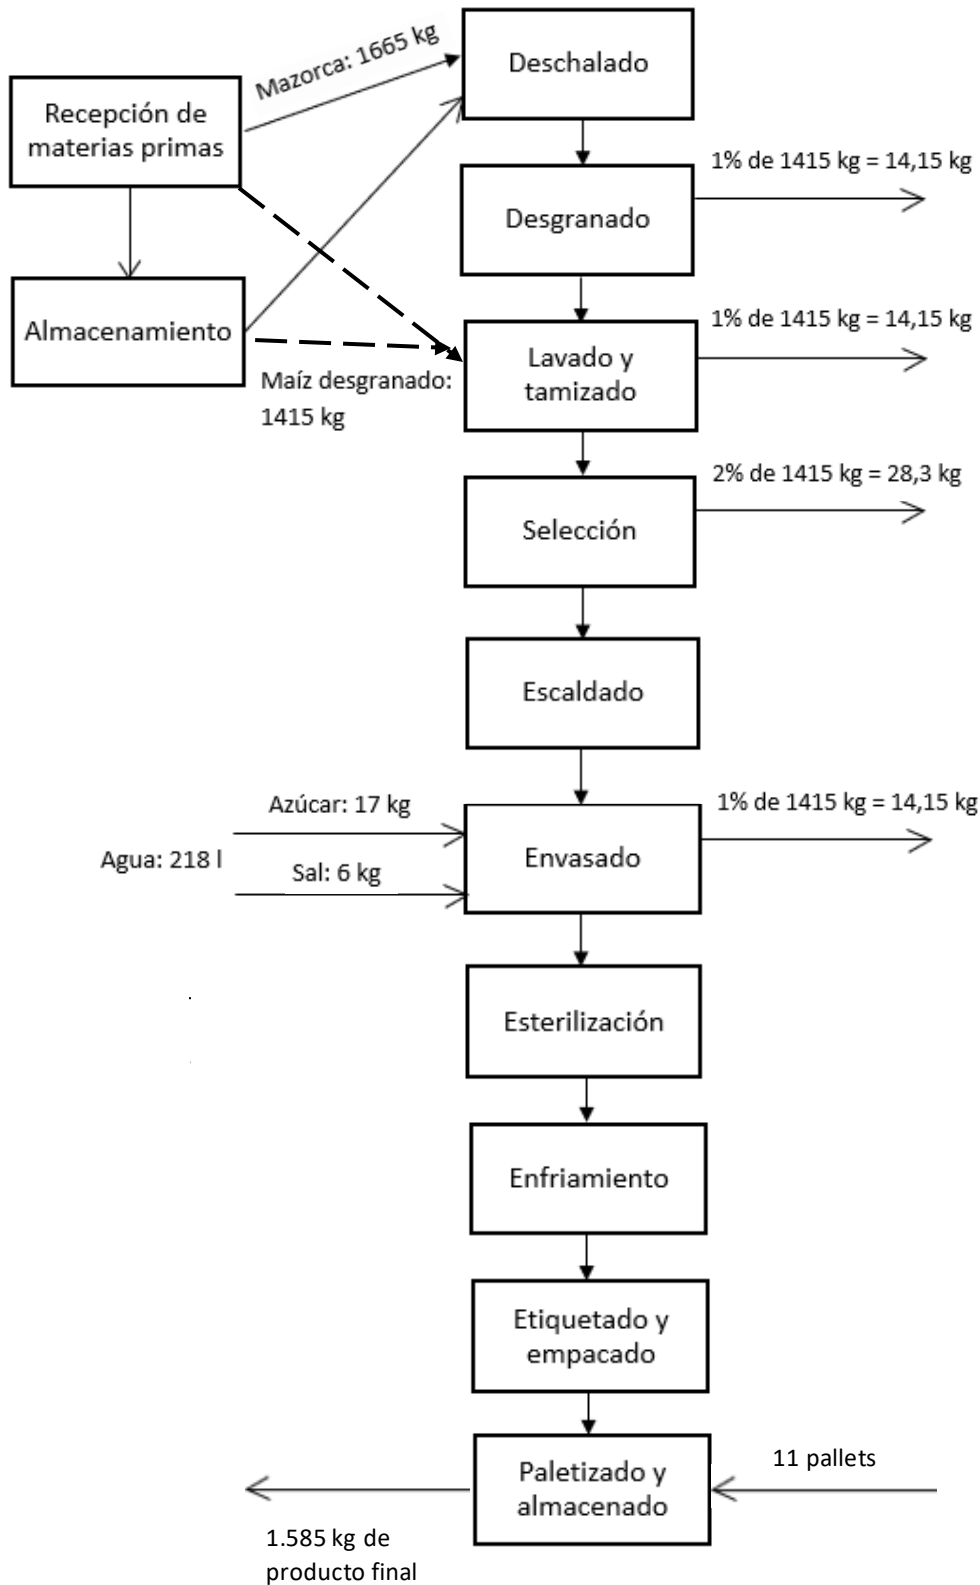 Mazorca: 1665 kg
Deschalado
Recepción de
materias primas
1% de 1415 kg = 14,15 kg
Desgranado
Almacenamiento
1% de 1415 kg = 14,15 kg
Lavado y
tamizado
Maíz desgranado:
1415 kg
2% de 1415 kg = 28,3 kg
Selección
Escaldado
Azúcar: 17 kg
1% de 1415 kg = 14,15 kg
Agua: 218 l
Sal: 6 kg
Envasado
Esterilización
Enfriamiento
Etiquetado y
empacado
11 pallets
Paletizado y
almacenado
1.585 kg de
producto final